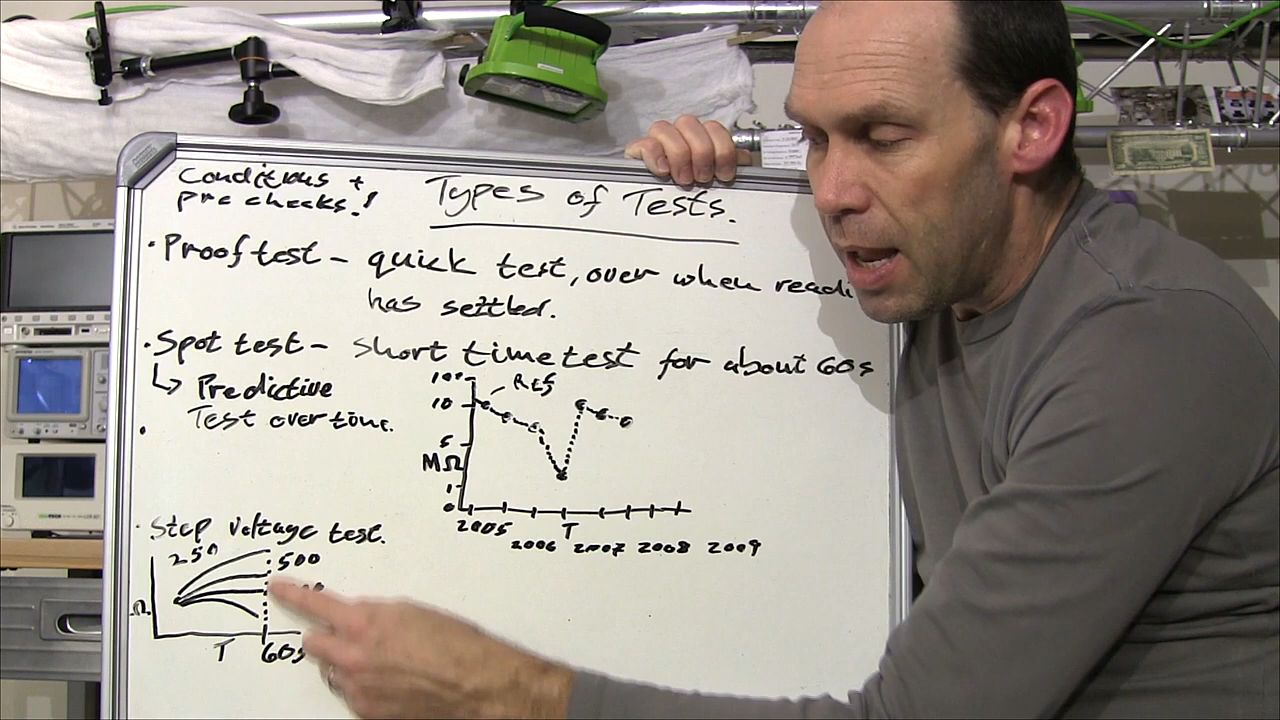 Conditions +
pre checks!
Types of Tests.
· Proof test – quick test, over when readi
has settled.
· Spot test – short time test for about 60s
↳ Predictive
Test over time.
100
10
5
MΩ
1
0
2005 T
2006 2007 2008 2009
· Step voltage test.
250 500
Ω
T 60s